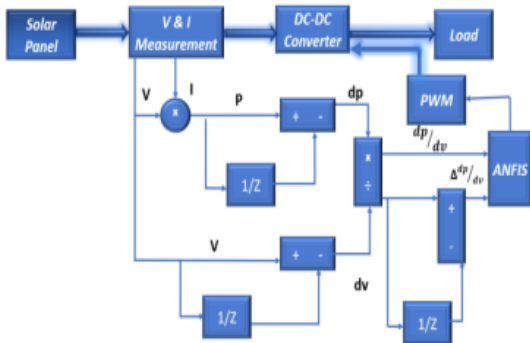 Solar
Panel
V & I
Measurement
DC-DC
Converter
Load
V
I
x
P
+ -
dp
PWM
dp/dv
1/Z
x
÷
Δdp/dv
ANFIS
V
+ -
dv
+
-
1/Z
1/Z